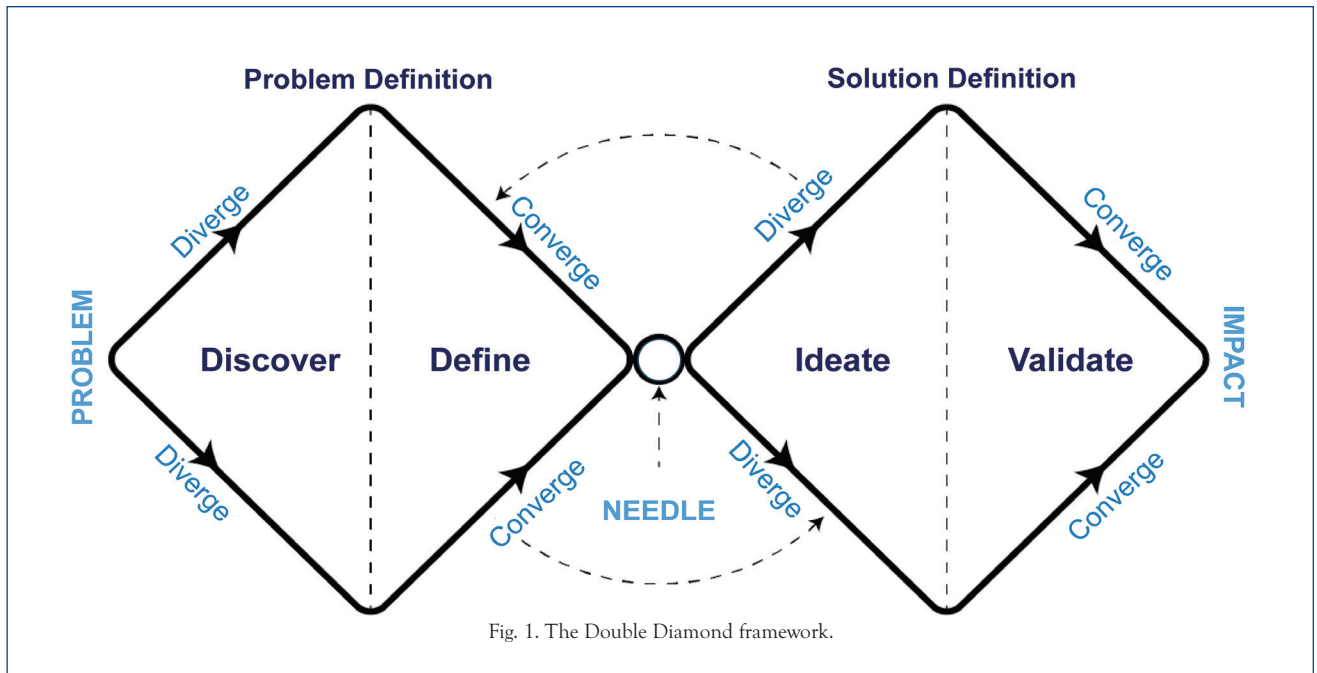 Problem Definition
Solution Definition
Diverge
Converge
Diverge
Converge
PROBLEM
Discover
Define
Ideate
Validate
IMPACT
Diverge
Converge
NEEDLE
Diverge
Converge
Fig. 1. The Double Diamond framework.